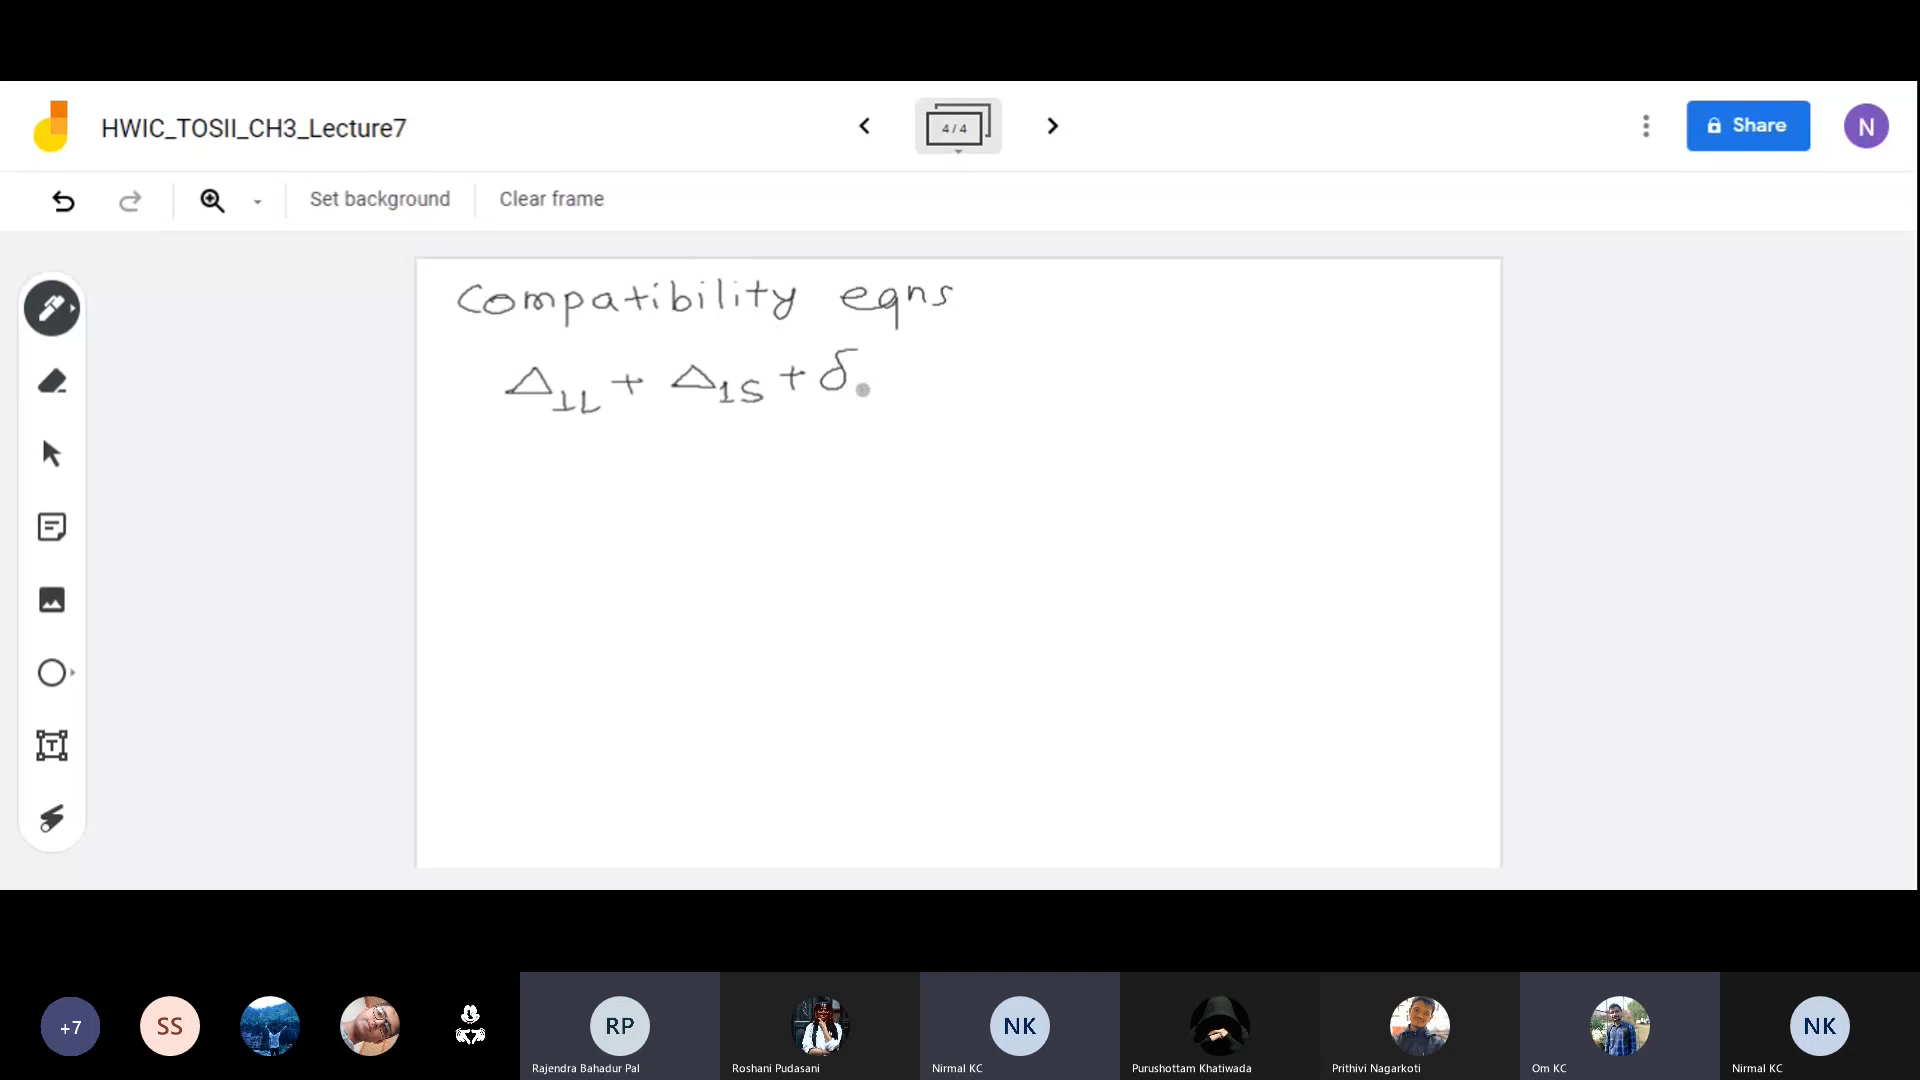 HWIC_TOSII_CH3_Lecture7
4 / 4
Share
N
Set background
Clear frame
Compatibility eqns
Δ₁L + Δ₁S + δ
T
+7
SS
RP
NK
NK
Rajendra Bahadur Pal
Roshani Pudasani
Nirmal KC
Purushottam Khatiwada
Prithivi Nagarkoti
Om KC
Nirmal KC